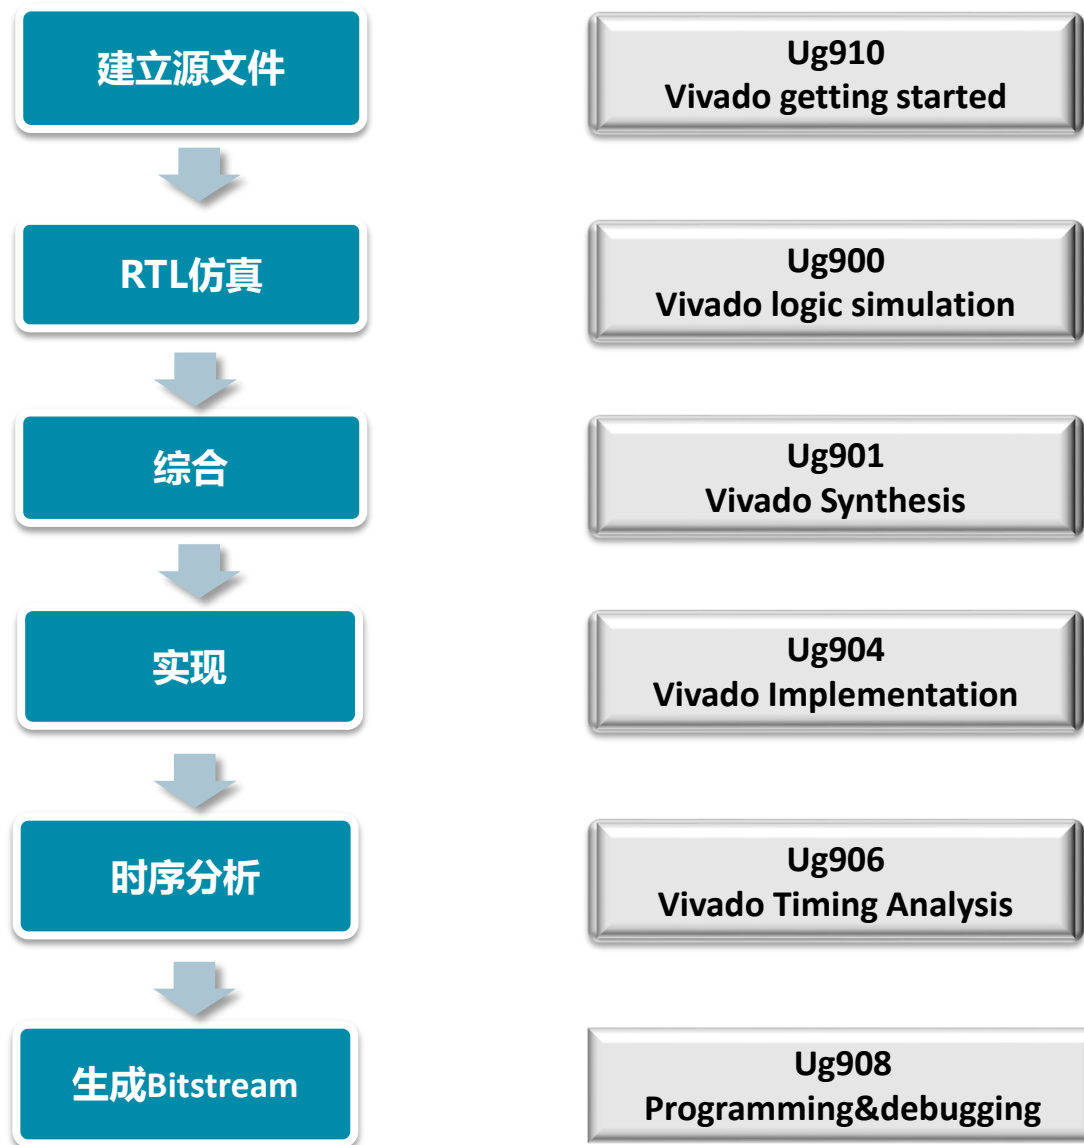 建立源文件
Ug910
Vivado getting started
RTL仿真
Ug900
Vivado logic simulation
综合
Ug901
Vivado Synthesis
实现
Ug904
Vivado Implementation
时序分析
Ug906
Vivado Timing Analysis
生成Bitstream
Ug908
Programming&debugging